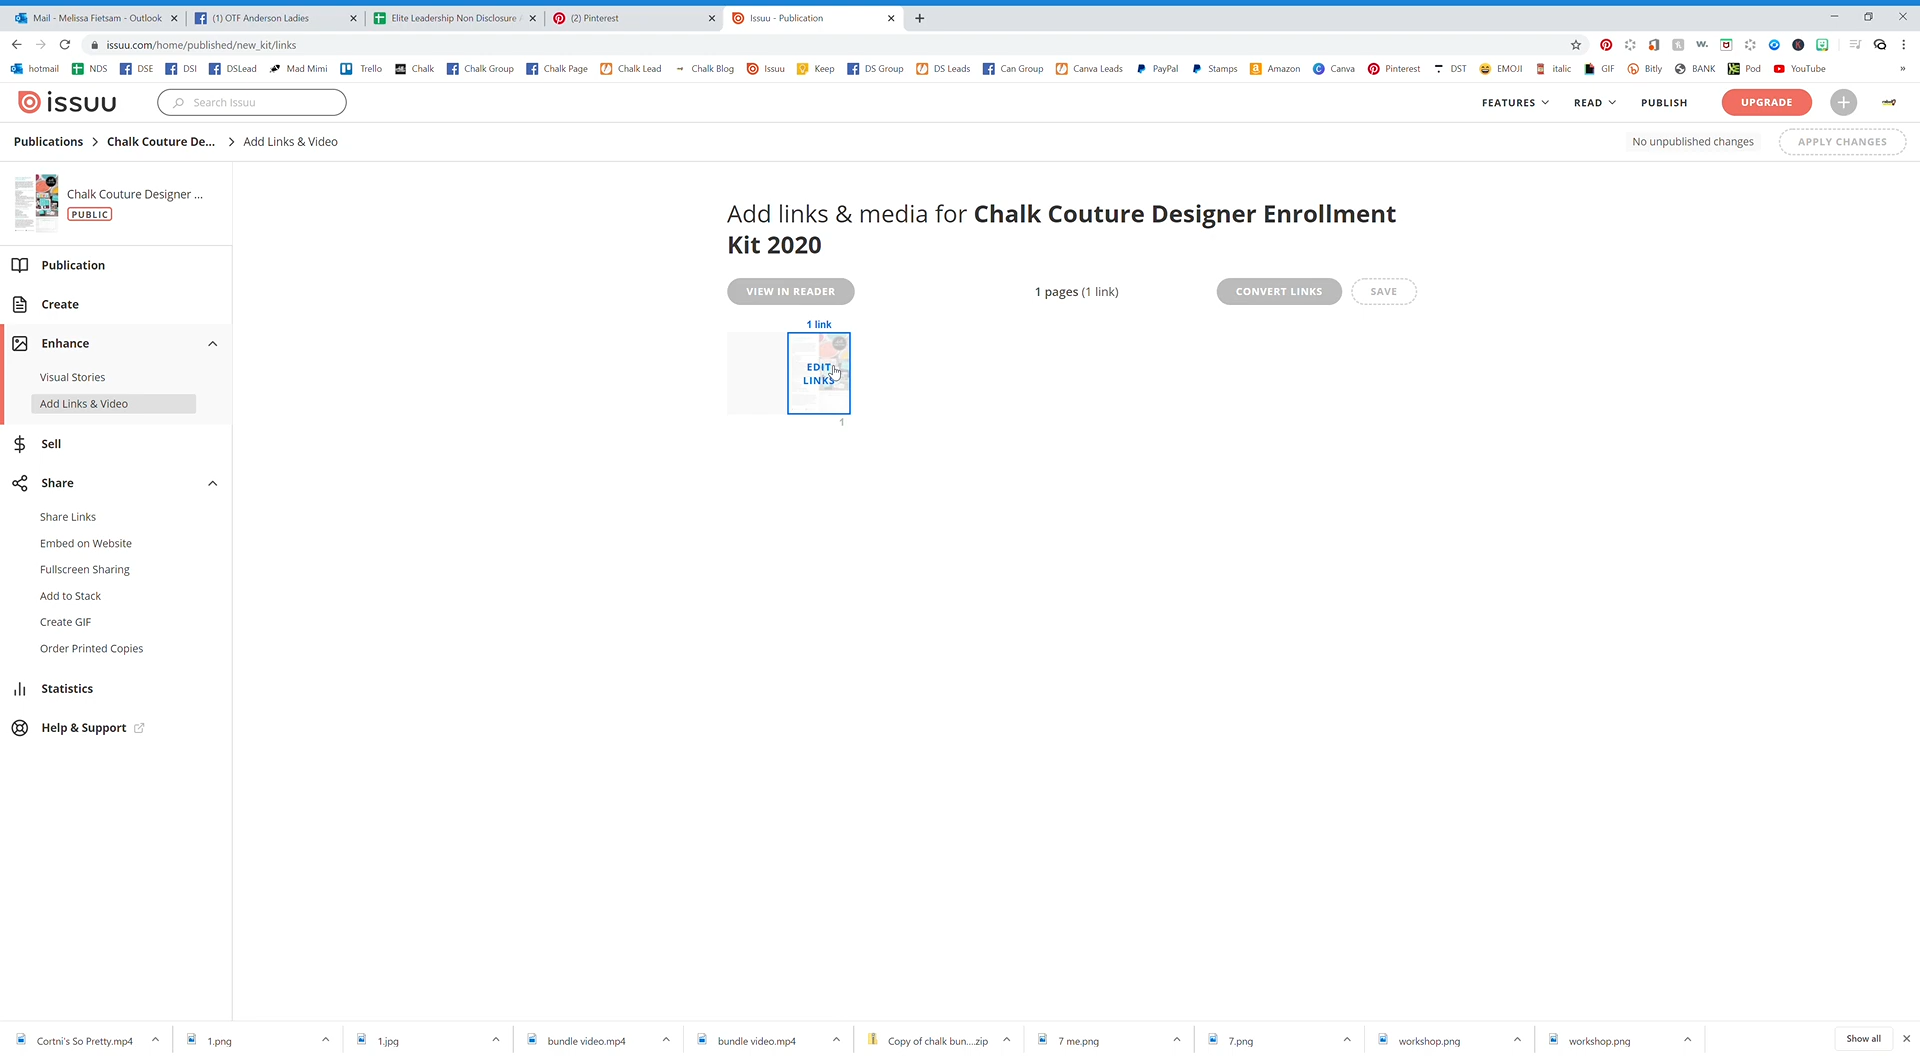 Mail - Melissa Fietsam - Outlook
(1) OTF Anderson Ladies
Elite Leadership Non Disclosure A
(2) Pinterest
Issuu - Publication
issuu.com/home/published/new_kit/links
hotmail NDS DSE DSI DSLead Mad Mimi Trello Chalk Chalk Group Chalk Page Chalk Lead Chalk Blog Issuu Keep DS Group DS Leads Can Group Canva Leads PayPal Stamps Amazon Canva Pinterest DST EMOJI italic GIF Bitly BANK Pod YouTube »
issuu
Search Issuu
FEATURES READ PUBLISH UPGRADE
Publications > Chalk Couture De... > Add Links & Video
No unpublished changes
APPLY CHANGES
Chalk Couture Designer ...
PUBLIC
Publication
Create
Enhance
Visual Stories
Add Links & Video
Sell
Share
Share Links
Embed on Website
Fullscreen Sharing
Add to Stack
Create GIF
Order Printed Copies
Statistics
Help & Support
Add links & media for Chalk Couture Designer Enrollment
Kit 2020
VIEW IN READER
1 pages (1 link)
CONVERT LINKS
SAVE
1 link
EDIT
LINKS
1
Cortni's So Pretty.mp4
1.png
1.jpg
bundle video.mp4
bundle video.mp4
Copy of chalk bun....zip
7 me.png
7.png
workshop.png
workshop.png
Show all